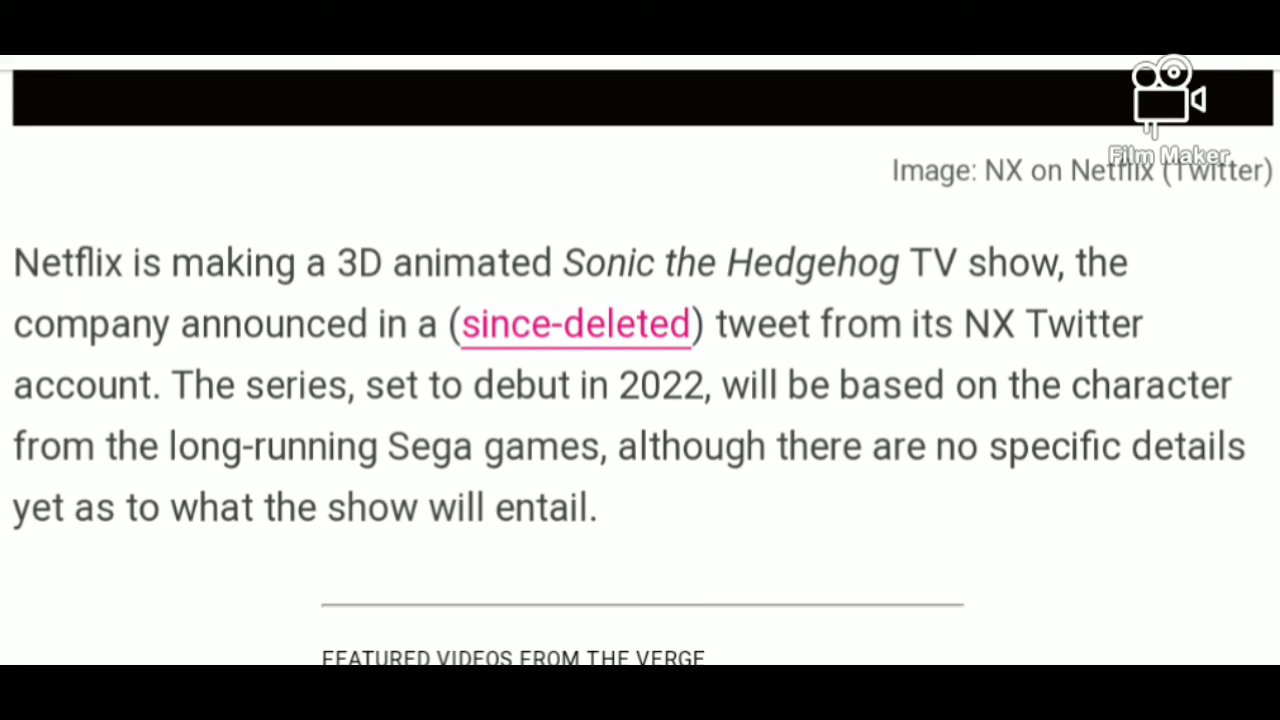 Film Maker
Image: NX on Netflix (Twitter)
Netflix is making a 3D animated Sonic the Hedgehog TV show, the
company announced in a (since-deleted) tweet from its NX Twitter
account. The series, set to debut in 2022, will be based on the character
from the long-running Sega games, although there are no specific details
yet as to what the show will entail.
FEATURED VIDEOS FROM THE VERGE